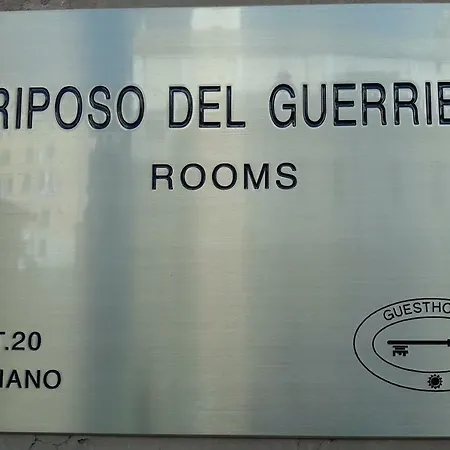 RIPOSO DEL GUERRIE
ROOMS
T.20
IANO
GUESTHO